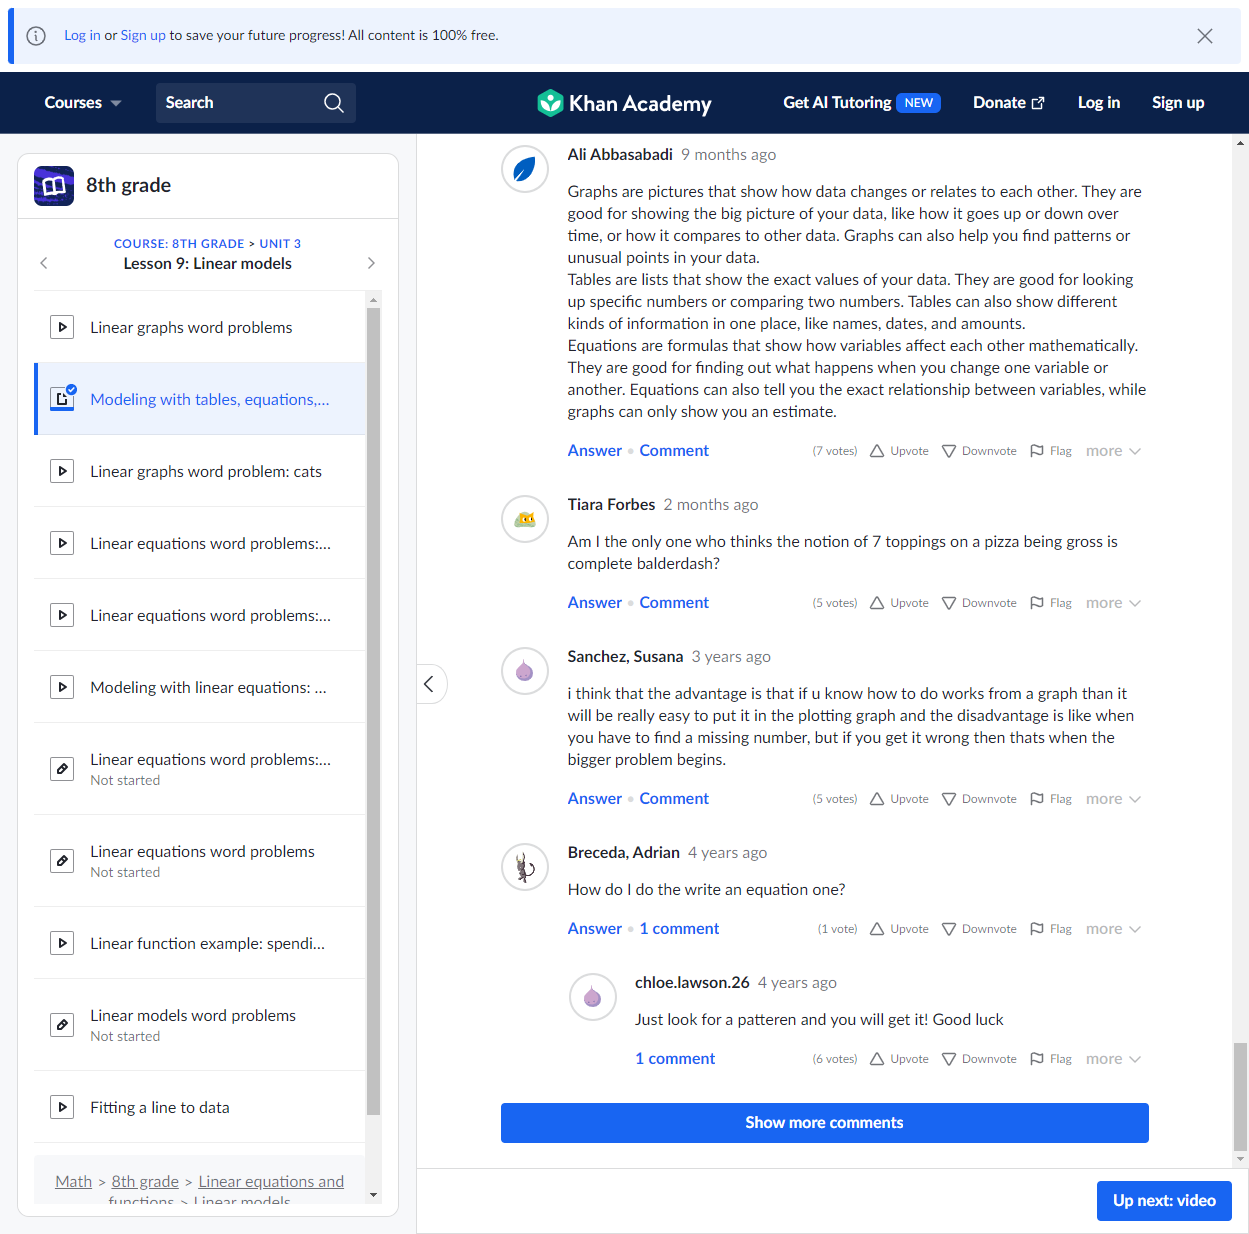 Log in or Sign up to save your future progress! All content is 100% free.
Courses
Search
Khan Academy
Get AI Tutoring NEW
Donate
Log in
Sign up
8th grade
COURSE: 8TH GRADE > UNIT 3
Lesson 9: Linear models
Linear graphs word problems
Modeling with tables, equations,...
Linear graphs word problem: cats
Linear equations word problems:...
Linear equations word problems:...
Modeling with linear equations: ...
Linear equations word problems:...
Not started
Linear equations word problems
Not started
Linear function example: spendi...
Linear models word problems
Not started
Fitting a line to data
Math > 8th grade > Linear equations and
functions > Linear models
Ali Abbasabadi 9 months ago
Graphs are pictures that show how data changes or relates to each other. They are
good for showing the big picture of your data, like how it goes up or down over
time, or how it compares to other data. Graphs can also help you find patterns or
unusual points in your data.
Tables are lists that show the exact values of your data. They are good for looking
up specific numbers or comparing two numbers. Tables can also show different
kinds of information in one place, like names, dates, and amounts.
Equations are formulas that show how variables affect each other mathematically.
They are good for finding out what happens when you change one variable or
another. Equations can also tell you the exact relationship between variables, while
graphs can only show you an estimate.
Answer • Comment (7 votes) Upvote Downvote Flag more
Tiara Forbes 2 months ago
Am I the only one who thinks the notion of 7 toppings on a pizza being gross is
complete balderdash?
Answer • Comment (5 votes) Upvote Downvote Flag more
Sanchez, Susana 3 years ago
i think that the advantage is that if u know how to do works from a graph than it
will be really easy to put it in the plotting graph and the disadvantage is like when
you have to find a missing number, but if you get it wrong then thats when the
bigger problem begins.
Answer • Comment (5 votes) Upvote Downvote Flag more
Breceda, Adrian 4 years ago
How do I do the write an equation one?
Answer • 1 comment (1 vote) Upvote Downvote Flag more
chloe.lawson.26 4 years ago
Just look for a patteren and you will get it! Good luck
1 comment (6 votes) Upvote Downvote Flag more
Show more comments
Up next: video